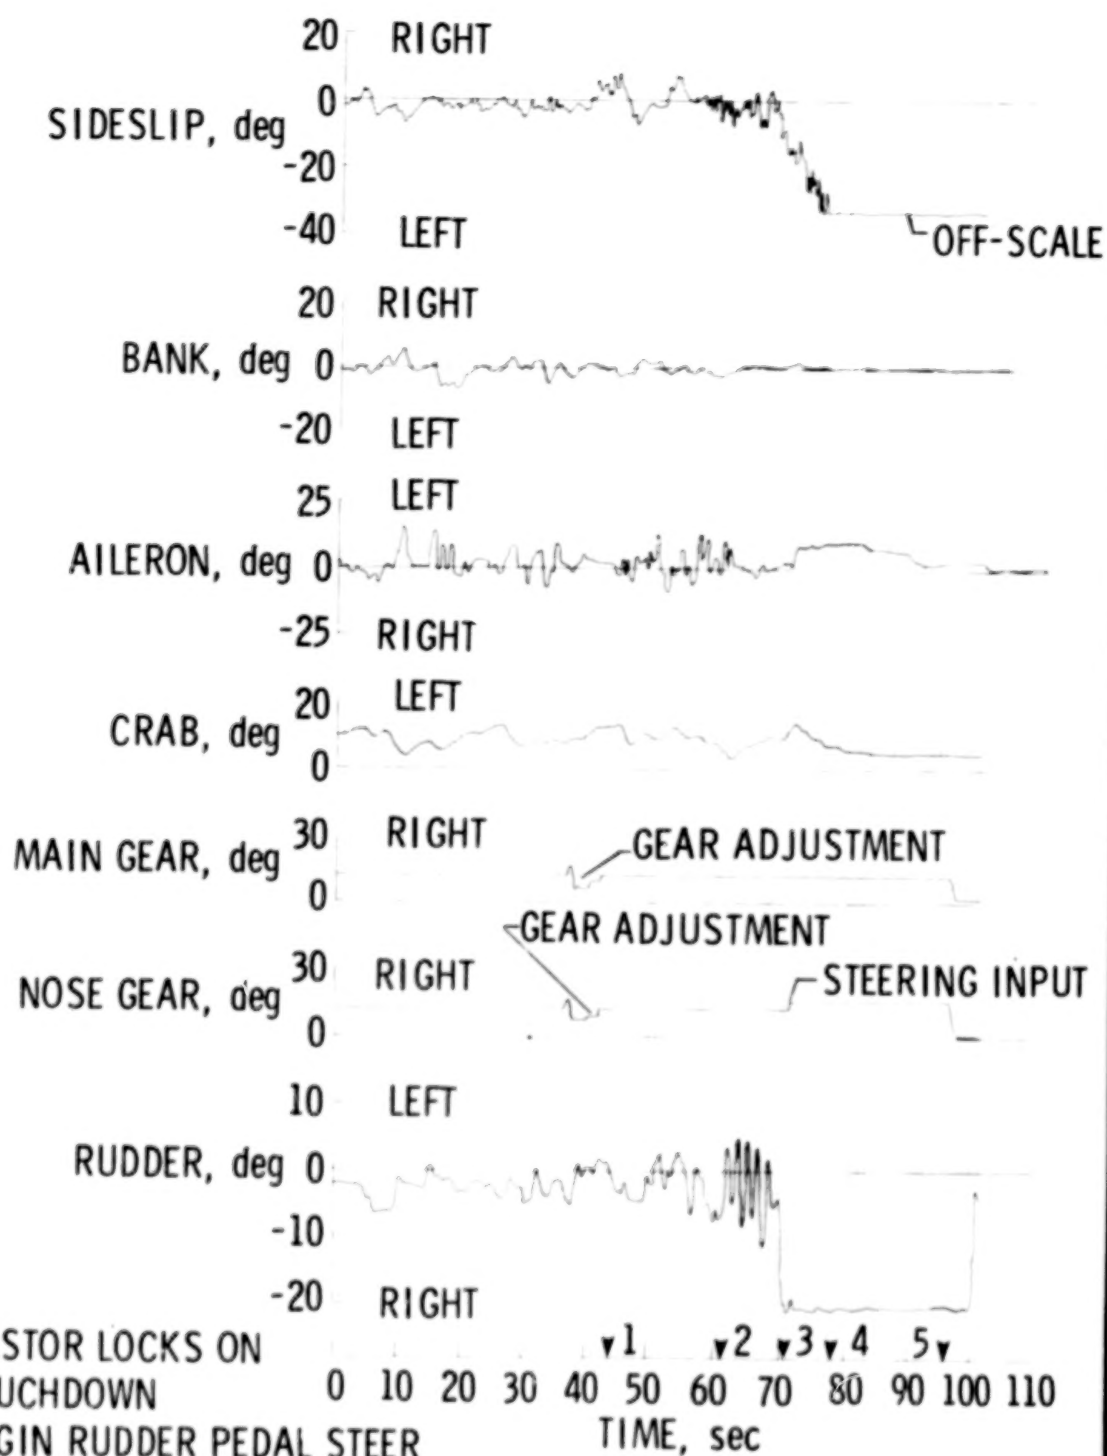 20 RIGHT
SIDESLIP, deg 0
-20
-40 LEFT
OFF-SCALE
20 RIGHT
BANK, deg 0
-20 LEFT
25 LEFT
AILERON, deg 0
-25 RIGHT
20 LEFT
CRAB, deg
0
30 RIGHT
MAIN GEAR, deg GEAR ADJUSTMENT
0
GEAR ADJUSTMENT
30 RIGHT
NOSE GEAR, deg STEERING INPUT
0
10 LEFT
RUDDER, deg 0
-10
-20 RIGHT
STOR LOCKS ON 1 2 3 4 5
UCHDOWN 0 10 20 30 40 50 60 70 80 90 100 110
GIN RUDDER PEDAL STEER TIME, sec